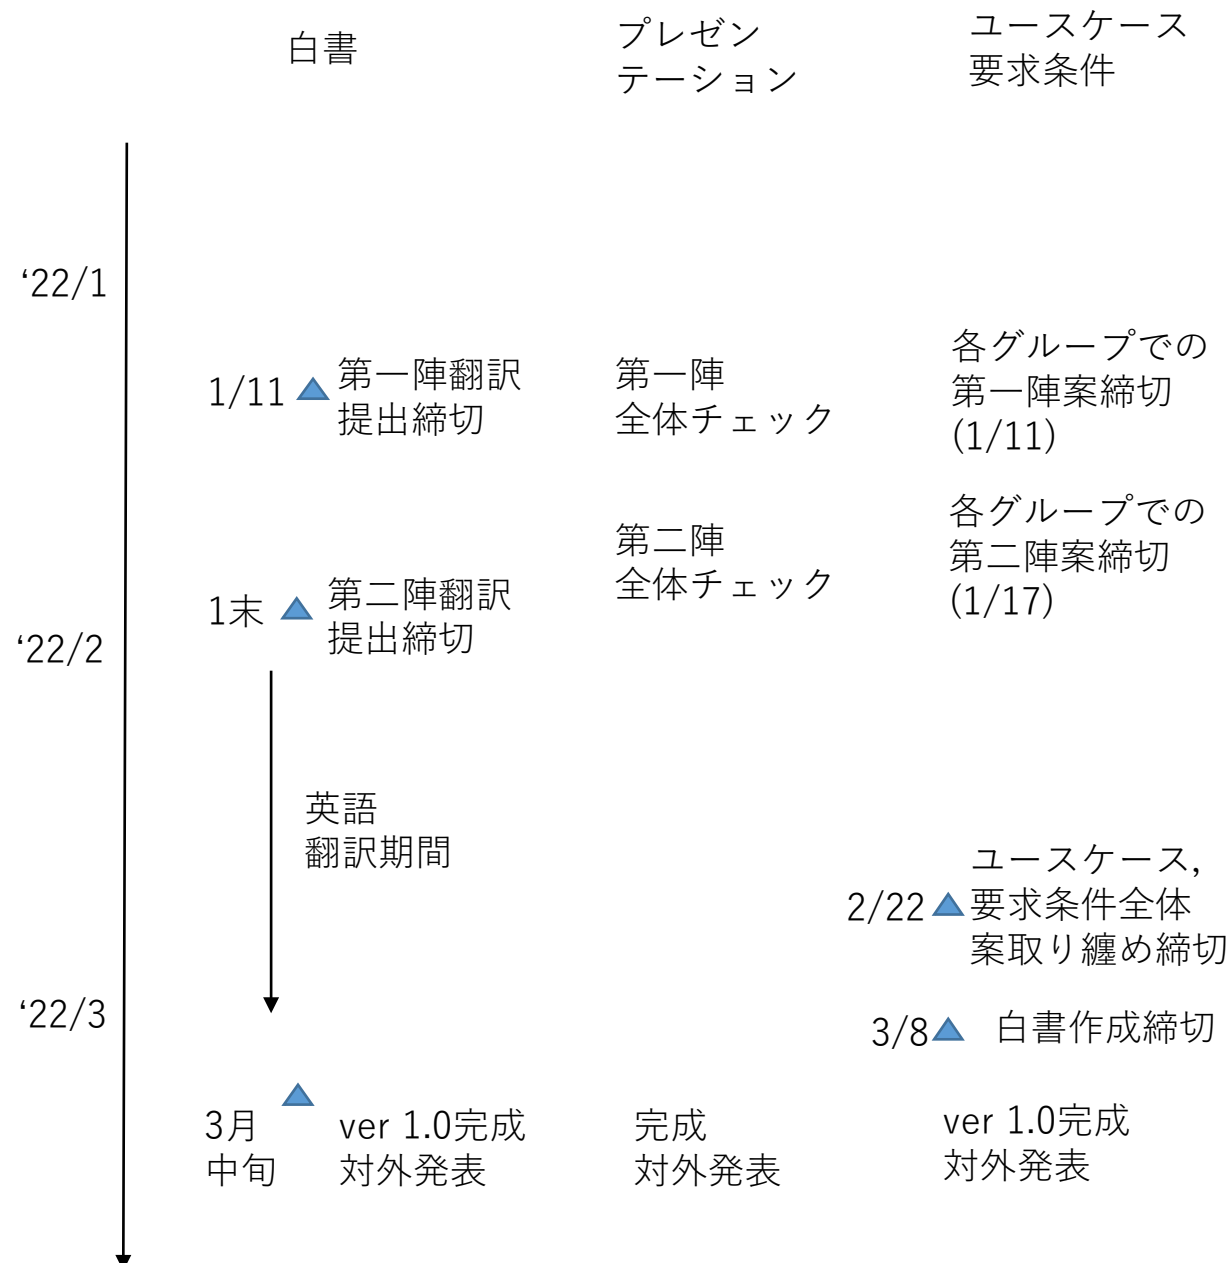 白書
プレゼン
テーション
ユースケース
要求条件
‘22/1
1/11
第一陣翻訳
提出締切
第一陣
全体チェック
各グループでの
第一陣案締切
(1/11)
1末
第二陣翻訳
提出締切
第二陣
全体チェック
各グループでの
第二陣案締切
(1/17)
‘22/2
英語
翻訳期間
2/22
ユースケース,
要求条件全体
案取り纏め締切
‘22/3
3/8
白書作成締切
3月
中旬
ver 1.0完成
対外発表
完成
対外発表
ver 1.0完成
対外発表